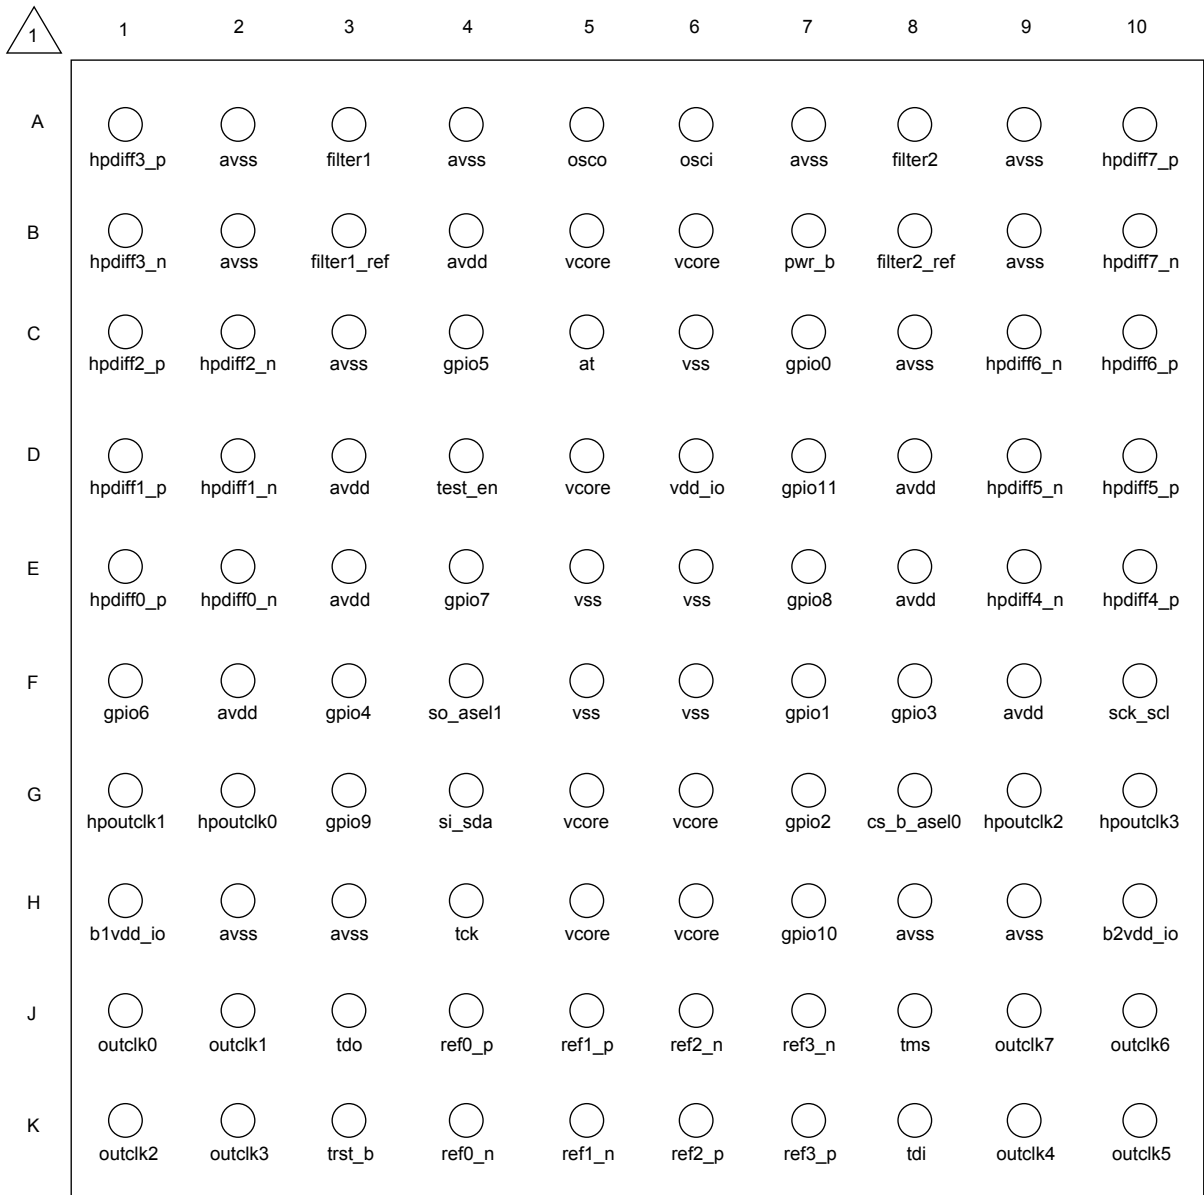 1 1 2 3 4 5 6 7 8 9 10
A
hpdiff3_p avss filter1 avss osco osci avss filter2 avss hpdiff7_p
B
hpdiff3_n avss filter1_ref avdd vcore vcore pwr_b filter2_ref avss hpdiff7_n
C
hpdiff2_p hpdiff2_n avss gpio5 at vss gpio0 avss hpdiff6_n hpdiff6_p
D
hpdiff1_p hpdiff1_n avdd test_en vcore vdd_io gpio11 avdd hpdiff5_n hpdiff5_p
E
hpdiff0_p hpdiff0_n avdd gpio7 vss vss gpio8 avdd hpdiff4_n hpdiff4_p
F
gpio6 avdd gpio4 so_asel1 vss vss gpio1 gpio3 avdd sck_scl
G
hpoutclk1 hpoutclk0 gpio9 si_sda vcore vcore gpio2 cs_b_asel0 hpoutclk2 hpoutclk3
H
b1vdd_io avss avss tck vcore vcore gpio10 avss avss b2vdd_io
J
outclk0 outclk1 tdo ref0_p ref1_p ref2_n ref3_n tms outclk7 outclk6
K
outclk2 outclk3 trst_b ref0_n ref1_n ref2_p ref3_p tdi outclk4 outclk5